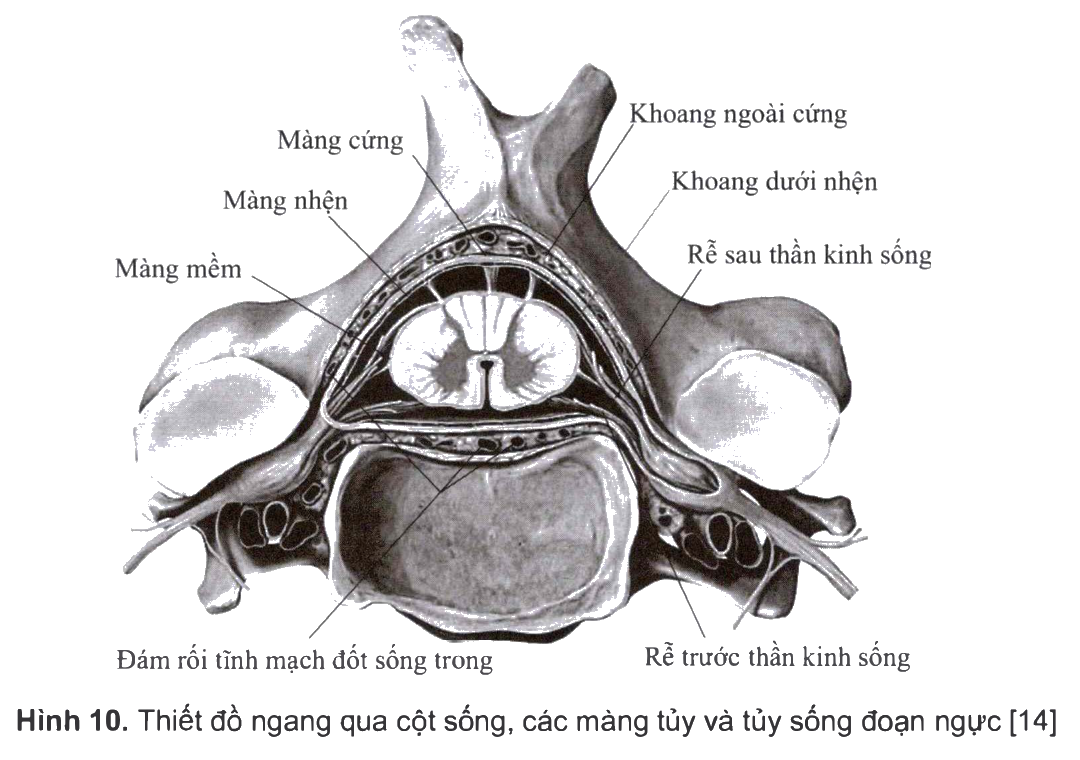 Khoang ngoài cứng
Màng cứng
Khoang dưới nhện
Màng nhện
Rễ sau thần kinh sống
Màng mềm
Đám rối tĩnh mạch đốt sống trong
Rễ trước thần kinh sống
Hình 10. Thiết đồ ngang qua cột sống, các màng tủy và tủy sống đoạn ngực [14]